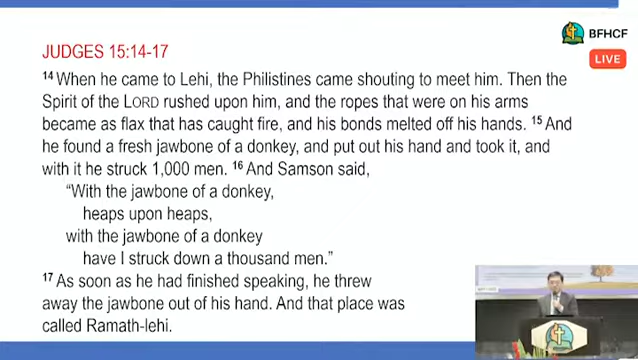 BFHCF
LIVE
JUDGES 15:14-17
14 When he came to Lehi, the Philistines came shouting to meet him. Then the
Spirit of the LORD rushed upon him, and the ropes that were on his arms
became as flax that has caught fire, and his bonds melted off his hands. 15 And
he found a fresh jawbone of a donkey, and put out his hand and took it, and
with it he struck 1,000 men. 16 And Samson said,
“With the jawbone of a donkey,
heaps upon heaps,
with the jawbone of a donkey
have I struck down a thousand men.”
17 As soon as he had finished speaking, he threw
away the jawbone out of his hand. And that place was
called Ramath-lehi.